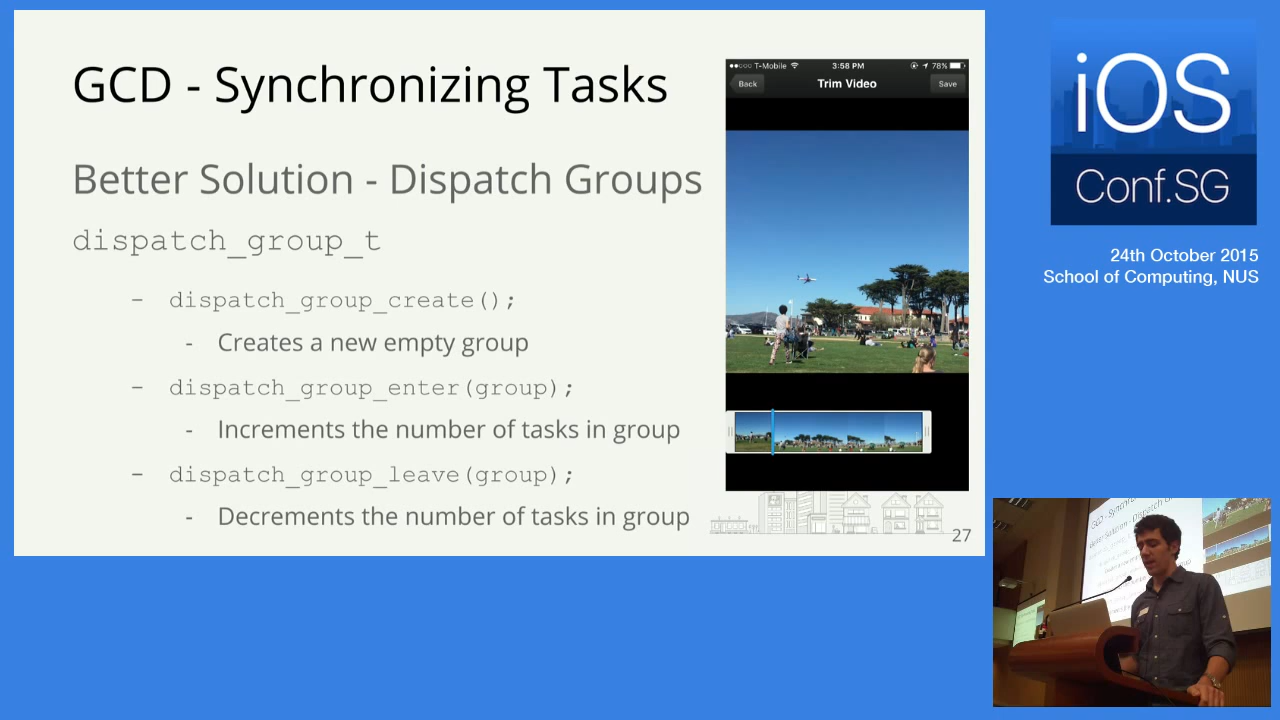 GCD - Synchronizing Tasks
Better Solution - Dispatch Groups
dispatch_group_t
- dispatch_group_create();
- Creates a new empty group
- dispatch_group_enter(group);
- Increments the number of tasks in group
- dispatch_group_leave(group);
- Decrements the number of tasks in group
27
T-Mobile
3:58 PM
78%
Back
Trim Video
Save
iOS
Conf.SG
24th October 2015
School of Computing, NUS